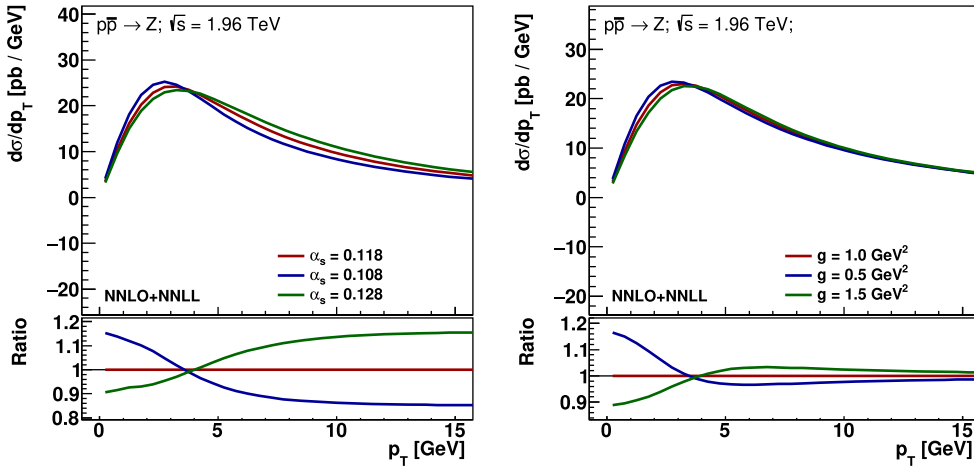 pp̅ → Z; √s = 1.96 TeV
dσ/dp_T [pb / GeV]
40
30
20
10
0
−10
−20
α_s = 0.118
α_s = 0.108
α_s = 0.128
NNLO+NNLL
Ratio
1.2
1.1
1
0.9
0.8
0 5 10 15
p_T [GeV]
pp̅ → Z; √s = 1.96 TeV;
dσ/dp_T [pb / GeV]
40
30
20
10
0
−10
−20
g = 1.0 GeV²
g = 0.5 GeV²
g = 1.5 GeV²
NNLO+NNLL
Ratio
1.2
1.1
1
0.9
0 5 10 15
p_T [GeV]